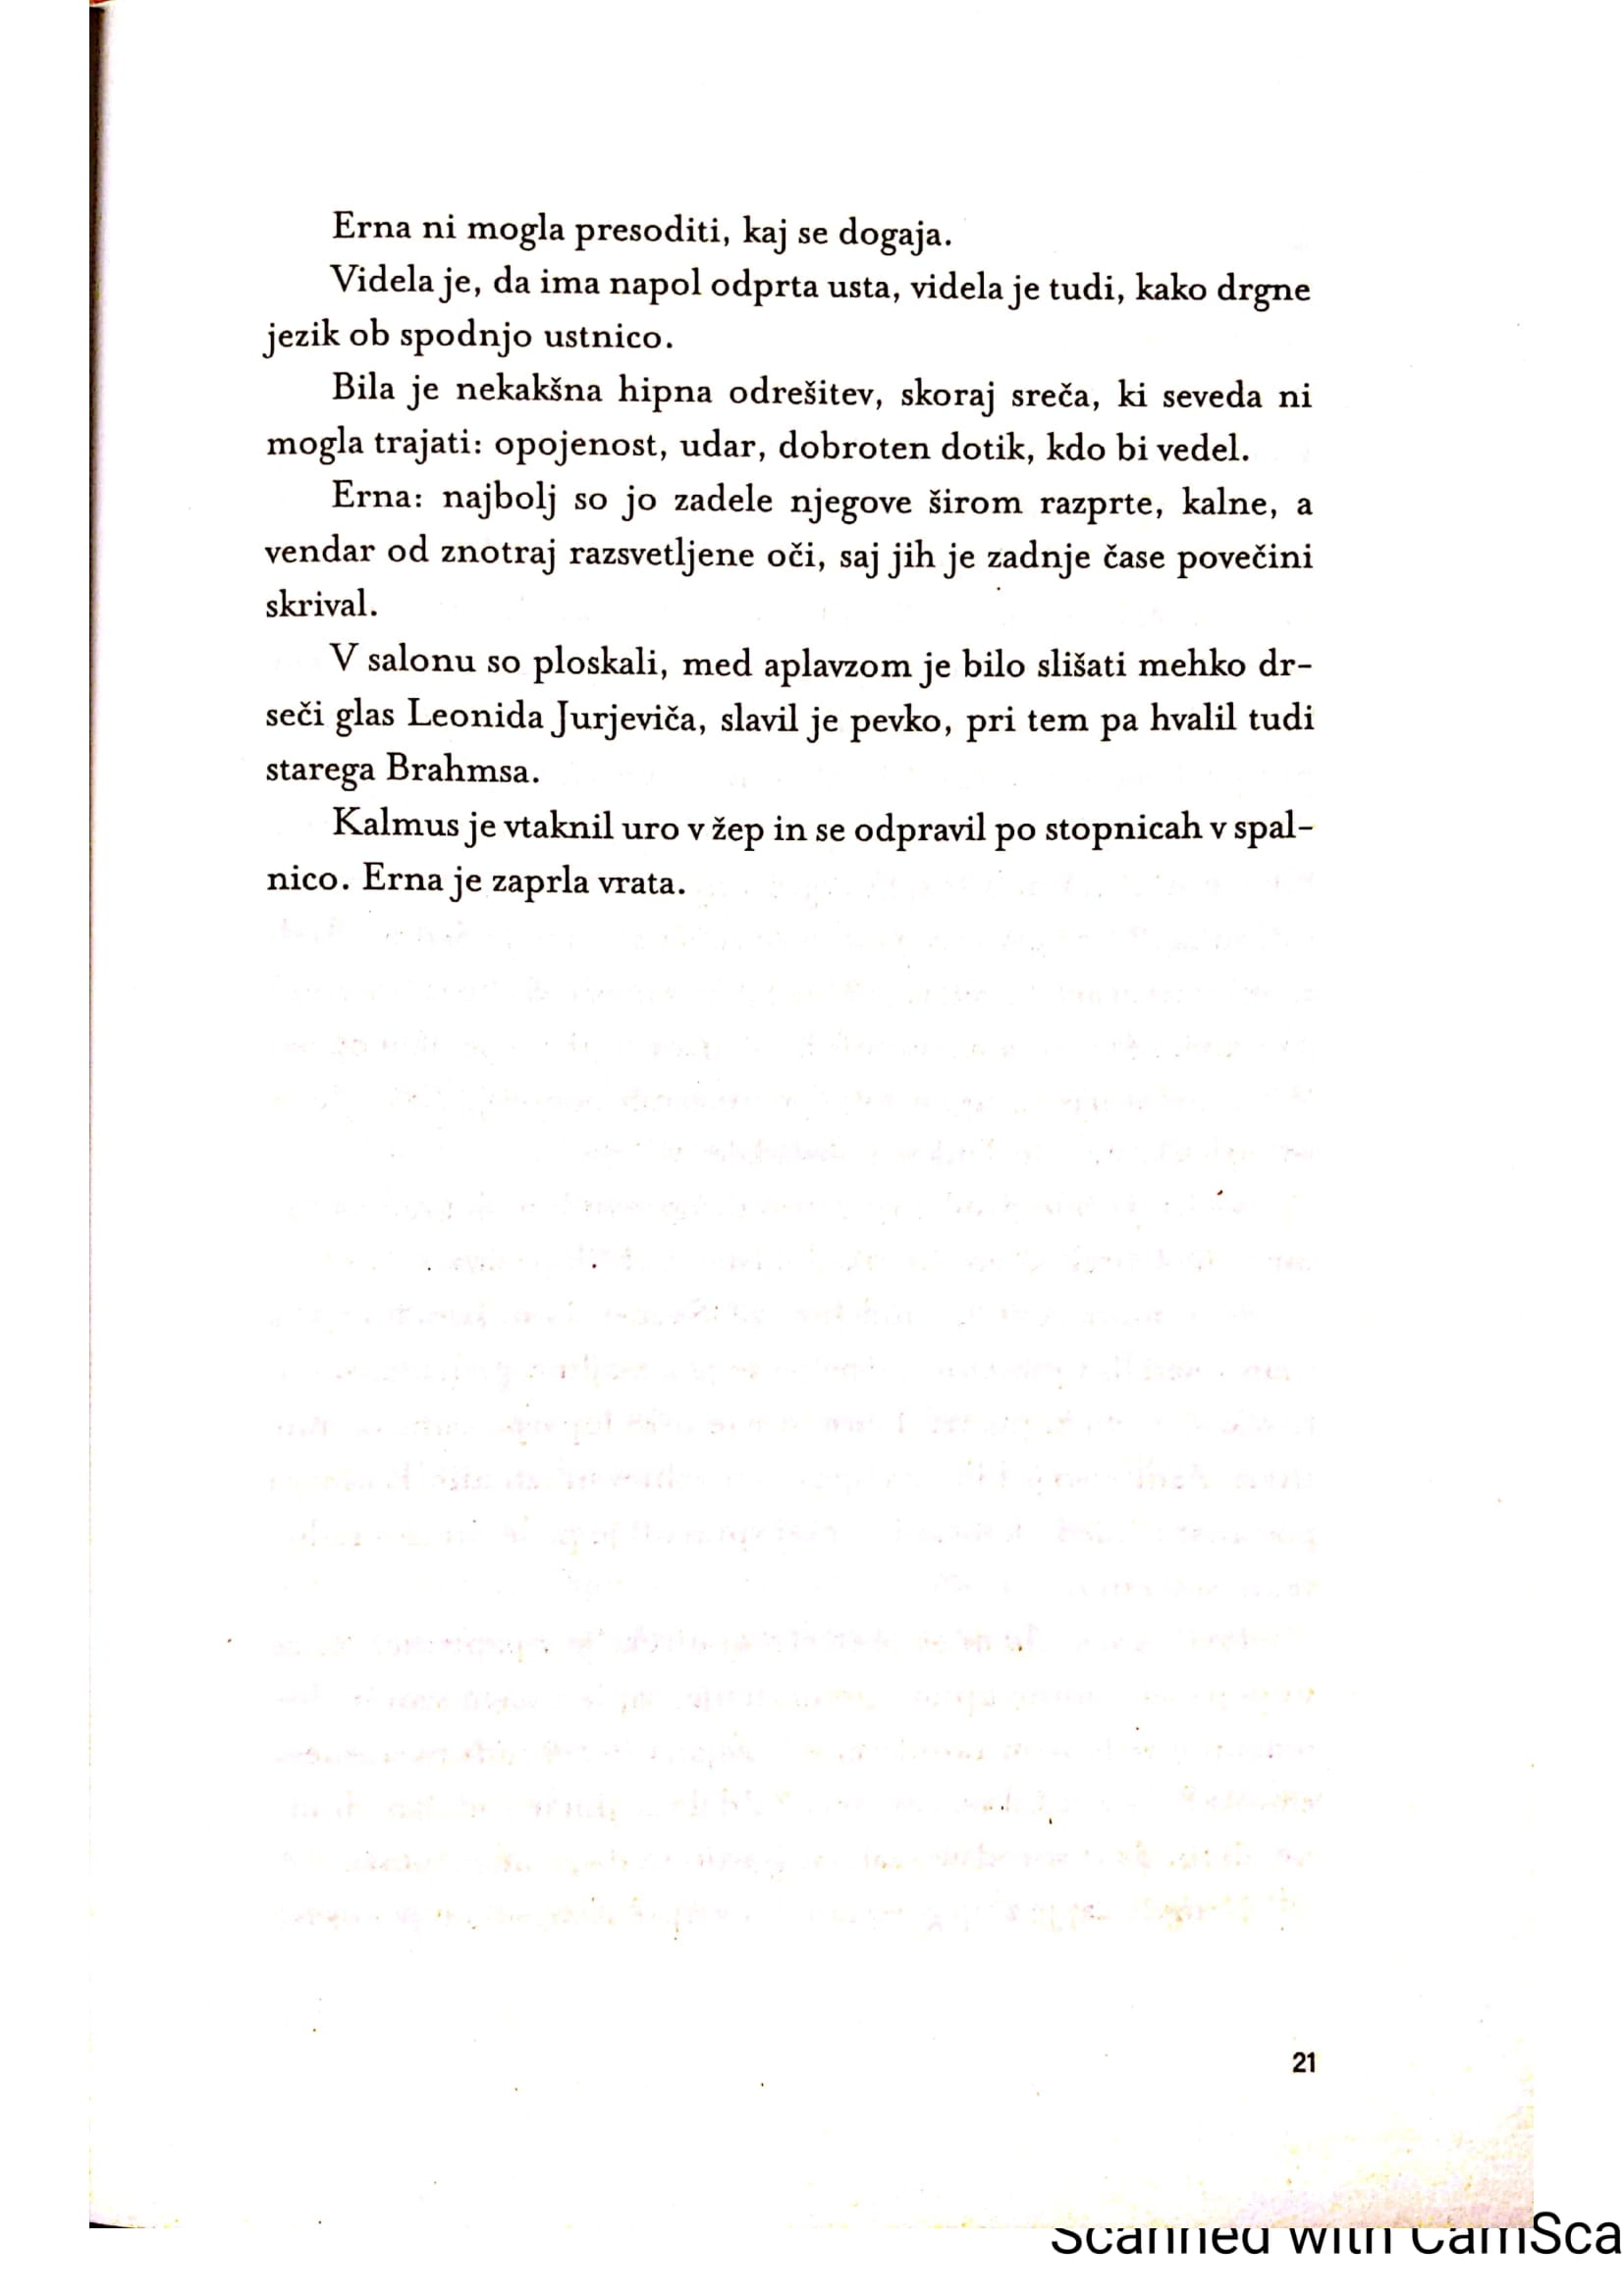 Erna ni mogla presoditi, kaj se dogaja.
Videla je, da ima napol odprta usta, videla je tudi, kako drgne
jezik ob spodnjo ustnico.
Bila je nekakšna hipna odrešitev, skoraj sreča, ki seveda ni
mogla trajati: opojenost, udar, dobroten dotik, kdo bi vedel.
Erna: najbolj so jo zadele njegove širom razprte, kalne, a
vendar od znotraj razsvetljene oči, saj jih je zadnje čase povečini
skrival.
V salonu so ploskali, med aplavzom je bilo slišati mehko dr-
seči glas Leonida Jurjeviča, slavil je pevko, pri tem pa hvalil tudi
starega Brahmsa.
Kalmus je vtaknil uro v žep in se odpravil po stopnicah v spal-
nico. Erna je zaprla vrata.
21
Scanned with CamSca